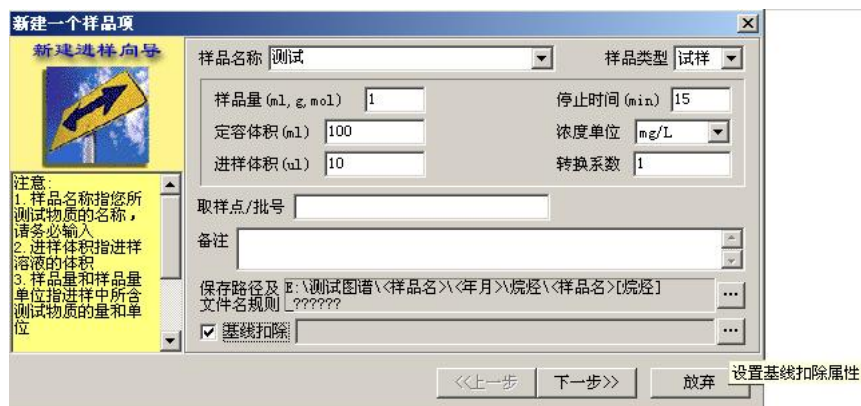 新建一个样品项
新建进样向导
样品名称 测试 样品类型 试样
样品量(ml,g,mol) 1 停止时间(min) 15
定容体积(ml) 100 浓度单位 mg/L
进样体积(ul) 10 转换系数 1
注意:
1.样品名称指您所
测试物质的名称，
请务必输入
2.进样体积指进样
溶液的体积
3.样品量和样品量
单位指进样中所含
测试物质的量和单
位
取样点/批号
备注
保存路径及 E:\测试图谱\<样品名>\<年月>\烷烃\<样品名>[烷烃]
文件名规则 _??????
...
基线扣除 ...
<<上一步 下一步>> 放弃
设置基线扣除属性